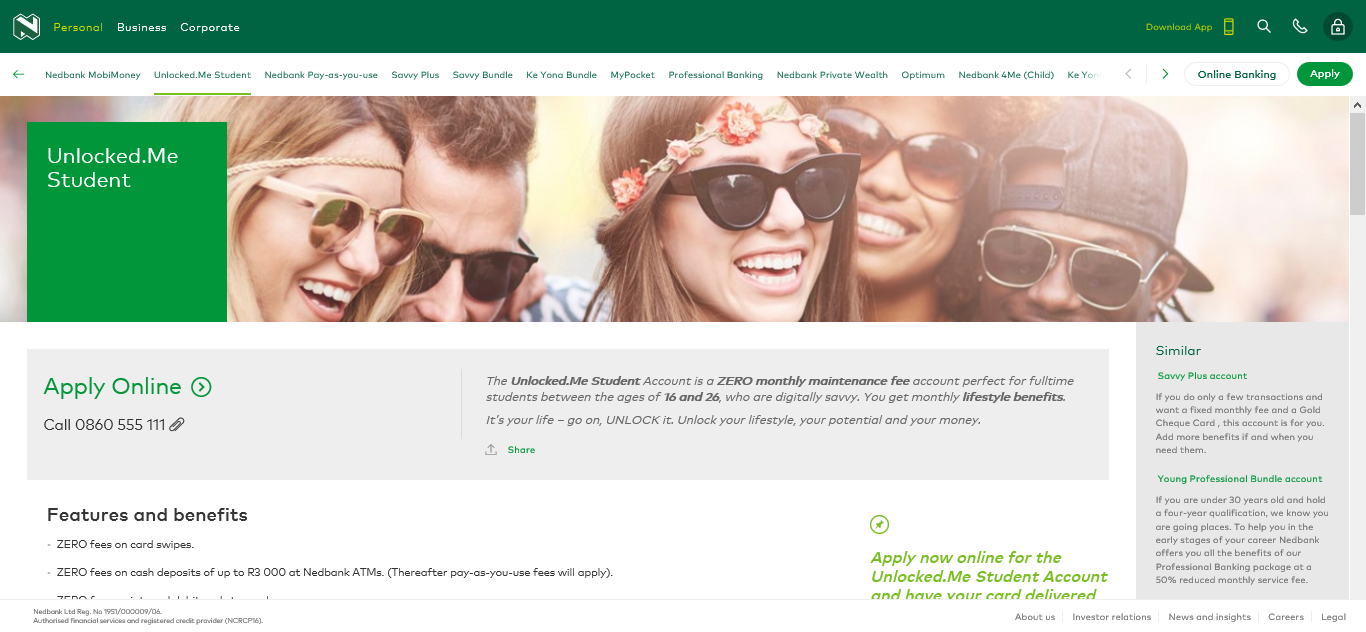 Personal Business Corporate
Download App
Nedbank MobiMoney Unlocked.Me Student Nedbank Pay-as-you-use Savvy Plus Savvy Bundle Ke Yona Bundle MyPocket Professional Banking Nedbank Private Wealth Optimum Nedbank 4Me (Child) Ke Yon
Online Banking Apply
Unlocked.Me
Student
Apply Online
Call 0860 555 111
The Unlocked.Me Student Account is a ZERO monthly maintenance fee account perfect for fulltime
students between the ages of 16 and 26, who are digitally savvy. You get monthly lifestyle benefits.
It's your life – go on, UNLOCK it. Unlock your lifestyle, your potential and your money.
Share
Features and benefits
- ZERO fees on card swipes.
- ZERO fees on cash deposits of up to R3 000 at Nedbank ATMs. (Thereafter pay-as-you-use fees will apply).
Apply now online for the
Unlocked.Me Student Account
and have your card delivered
Similar
Savvy Plus account
If you do only a few transactions and
want a fixed monthly fee and a Gold
Cheque Card , this account is for you.
Add more benefits if and when you
need them.
Young Professional Bundle account
If you are under 30 years old and hold
a four-year qualification, we know you
are going places. To help you in the
early stages of your career Nedbank
offers you all the benefits of our
Professional Banking package at a
50% reduced monthly service fee.
Nedbank Ltd Reg. No 1951/000009/06.
Authorised financial services and registered credit provider (NCRCP16).
About us Investor relations News and insights Careers Legal